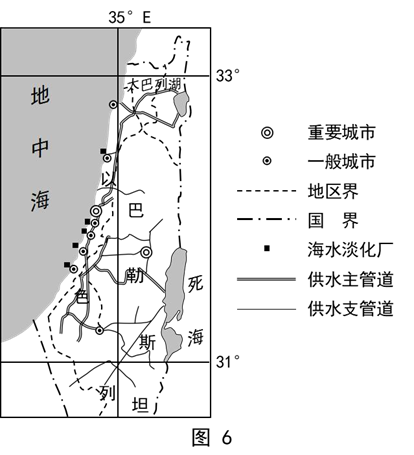 35° E
33°
太巴列湖
地
中
海
以
巴
勒
色
死
海
斯
31°
列
坦
重要城市
一般城市
地区界
国 界
海水淡化厂
供水主管道
供水支管道
图 6